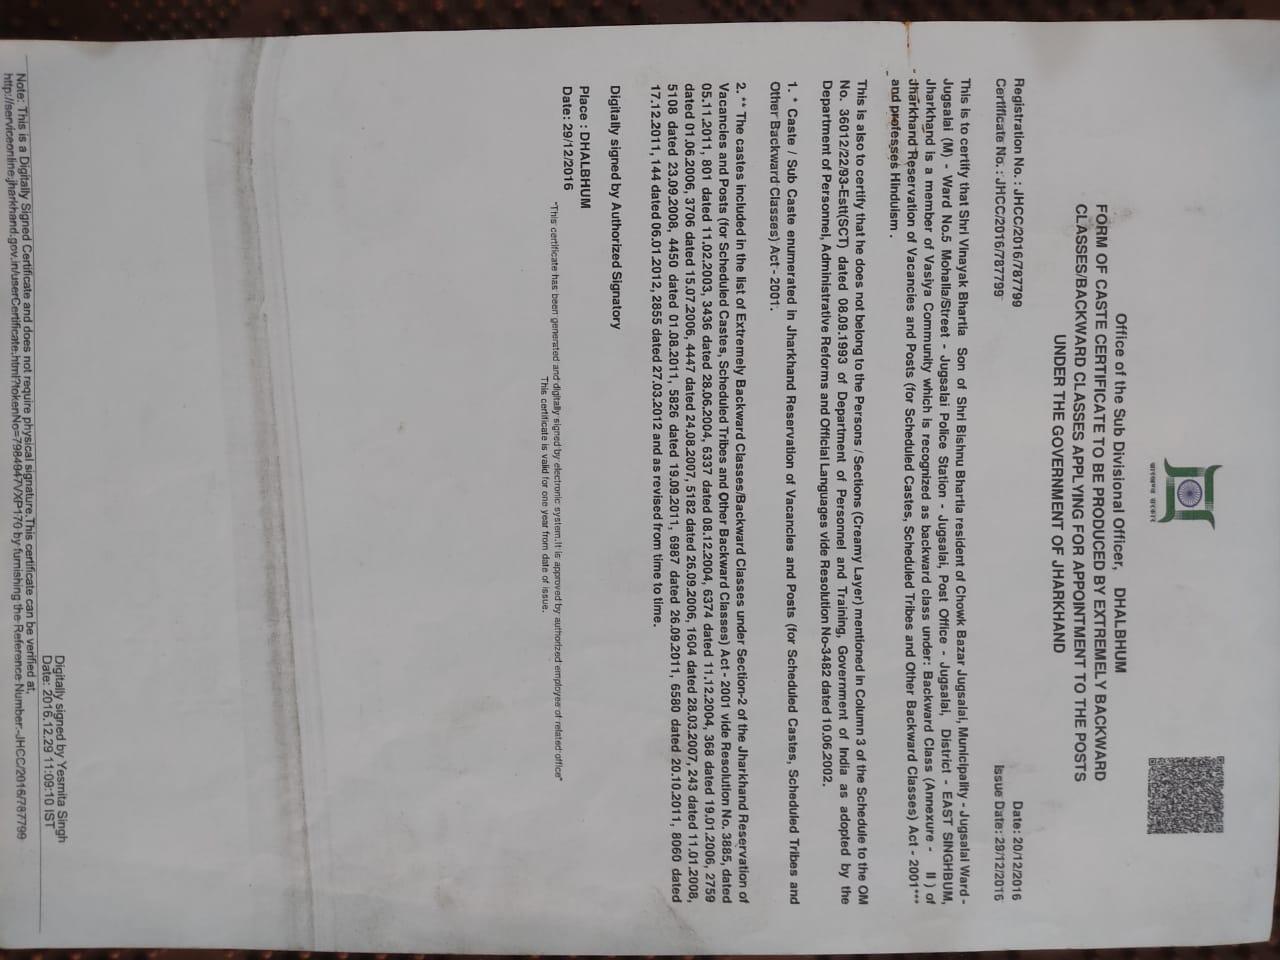 झारखण्ड सरकार
Office of the Sub Divisional Officer, DHALBHUM
FORM OF CASTE CERTIFICATE TO BE PRODUCED BY EXTREMELY BACKWARD
CLASSES/BACKWARD CLASSES APPLYING FOR APPOINTMENT TO THE POSTS
UNDER THE GOVERNMENT OF JHARKHAND
Registration No. : JHCC/2016/787799 Date: 20/12/2016
Certificate No. : JHCC/2016/787799 Issue Date: 29/12/2016
This is to certify that Shri Vinayak Bhartia Son of Shri Bishnu Bhartia resident of Chowk Bazar Jugsalai, Municipality - Jugsalai Ward -
Jugsalai (M) - Ward No.5 Mohalla/Street - Jugsalai Police Station - Jugsalai, Post Office - Jugsalai, District - EAST SINGHBUM,
Jharkhand is a member of Vasiya Community which is recognized as backward class under: Backward Class (Annexure - II ) of
Jharkhand Reservation of Vacancies and Posts (for Scheduled Castes, Scheduled Tribes and Other Backward Classes) Act - 2001***
and professes Hinduism .
This is also to certify that he does not belong to the Persons / Sections (Creamy Layer) mentioned in Column 3 of the Schedule to the OM
No. 36012/22/93-Estt(SCT) dated 08.09.1993 of Department of Personnel and Training, Government of India as adopted by the
Department of Personnel, Administrative Reforms and Official Languages vide Resolution No-3482 dated 10.06.2002.
1. * Caste / Sub Caste enumerated in Jharkhand Reservation of Vacancies and Posts (for Scheduled Castes, Scheduled Tribes and
Other Backward Classes) Act - 2001.
2. ** The castes included in the list of Extremely Backward Classes/Backward Classes under Section-2 of the Jharkhand Reservation of
Vacancies and Posts (for Scheduled Castes, Scheduled Tribes and Other Backward Classes) Act - 2001 vide Resolution No. 3885, dated
05.11.2011, 801 dated 11.02.2003, 3436 dated 28.06.2004, 6337 dated 08.12.2004, 6374 dated 11.12.2004, 368 dated 19.01.2006, 2759
dated 01.06.2006, 3706 dated 15.07.2006, 4447 dated 24.08.2007, 5182 dated 26.09.2006, 1604 dated 28.03.2007, 243 dated 11.01.2008,
5108 dated 23.09.2008, 4450 dated 01.08.2011, 5826 dated 19.09.2011, 6987 dated 26.09.2011, 6580 dated 20.10.2011, 8060 dated
17.12.2011, 144 dated 06.01.2012, 2855 dated 27.03.2012 and as revised from time to time.
Digitally signed by Authorized Signatory
Place : DHALBHUM
Date: 29/12/2016
"This certificate has been generated and digitally signed by electronic system.It is approved by authorized employee of related office"
This certificate is valid for one year from date of issue.
Digitally signed by Yesmita Singh
Date: 2016.12.29 11:09:10 IST
Note: This is a Digitally Signed Certificate and does not require physical signature.This certificate can be verified at,
http://serviceonline.jharkhand.gov.in/userCertificate.html?tokenNo=7984947VXP170 by furnishing the Reference Number:-JHCC/2016/787799